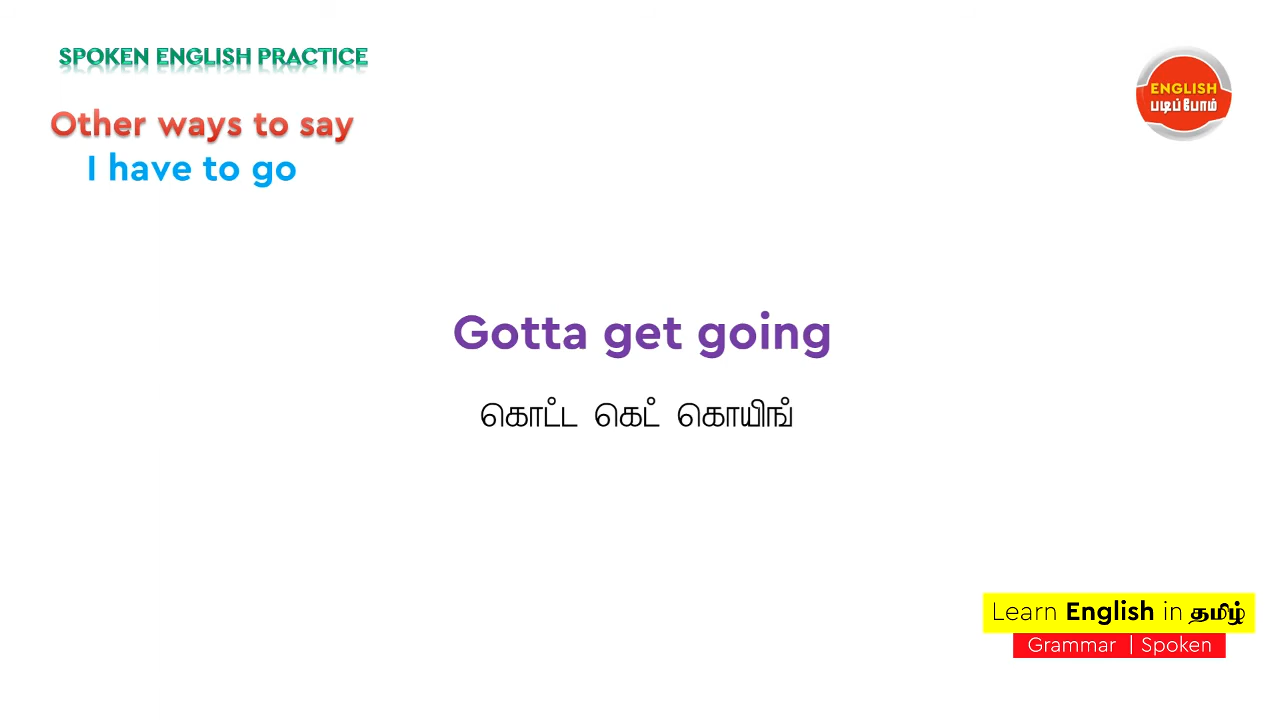 SPOKEN ENGLISH PRACTICE
Other ways to say
I have to go
ENGLISH
படிப்போம்
Gotta get going
கொட்ட கெட் கொயிங்
Learn English in தமிழ்
Grammar | Spoken